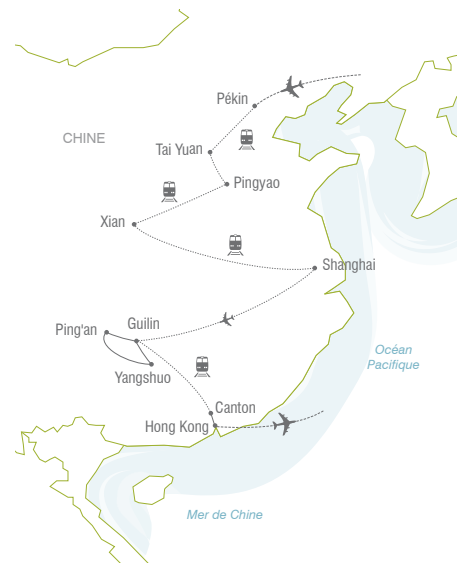 Pékin
CHINE
Tai Yuan
Pingyao
Xian
Shanghai
Ping'an
Guilin
Yangshuo
Océan
Pacifique
Canton
Hong Kong
Mer de Chine